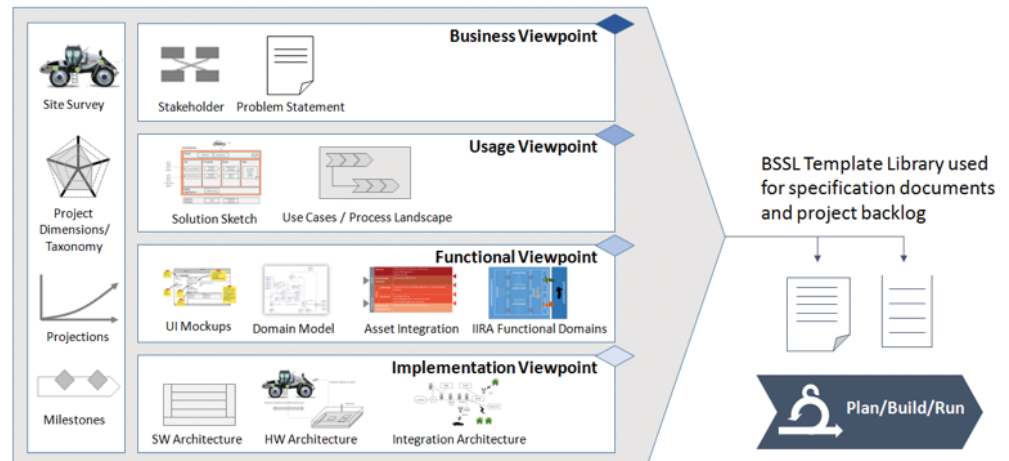 Business Viewpoint
Site Survey
Stakeholder
Problem Statement
Usage Viewpoint
Project
Dimensions/
Taxonomy
Solution Sketch
Use Cases / Process Landscape
BSSL Template Library used
for specification documents
and project backlog
Functional Viewpoint
Projections
UI Mockups
Domain Model
Asset Integration
IIRA Functional Domains
Implementation Viewpoint
Milestones
SW Architecture
HW Architecture
Integration Architecture
Plan/Build/Run